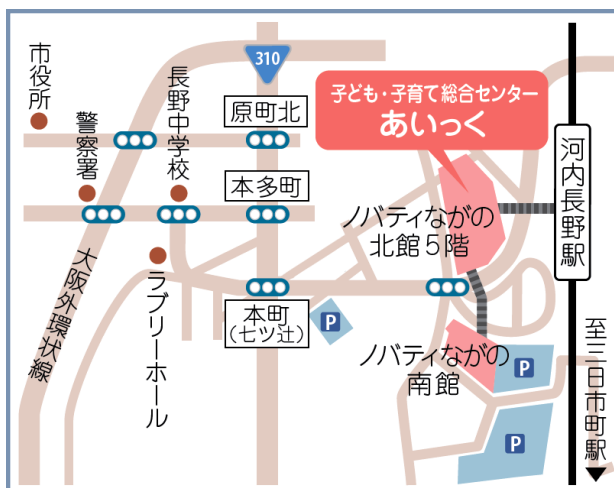 310
市役所
警察署
長野中学校
原町北
子ども・子育て総合センター
あいっく
本多町
ノバティながの
北館5階
河内長野駅
大阪外環状線
ラブリーホール
本町
(七ツ辻)
P
ノバティながの
南館
P
P
至三日市町駅